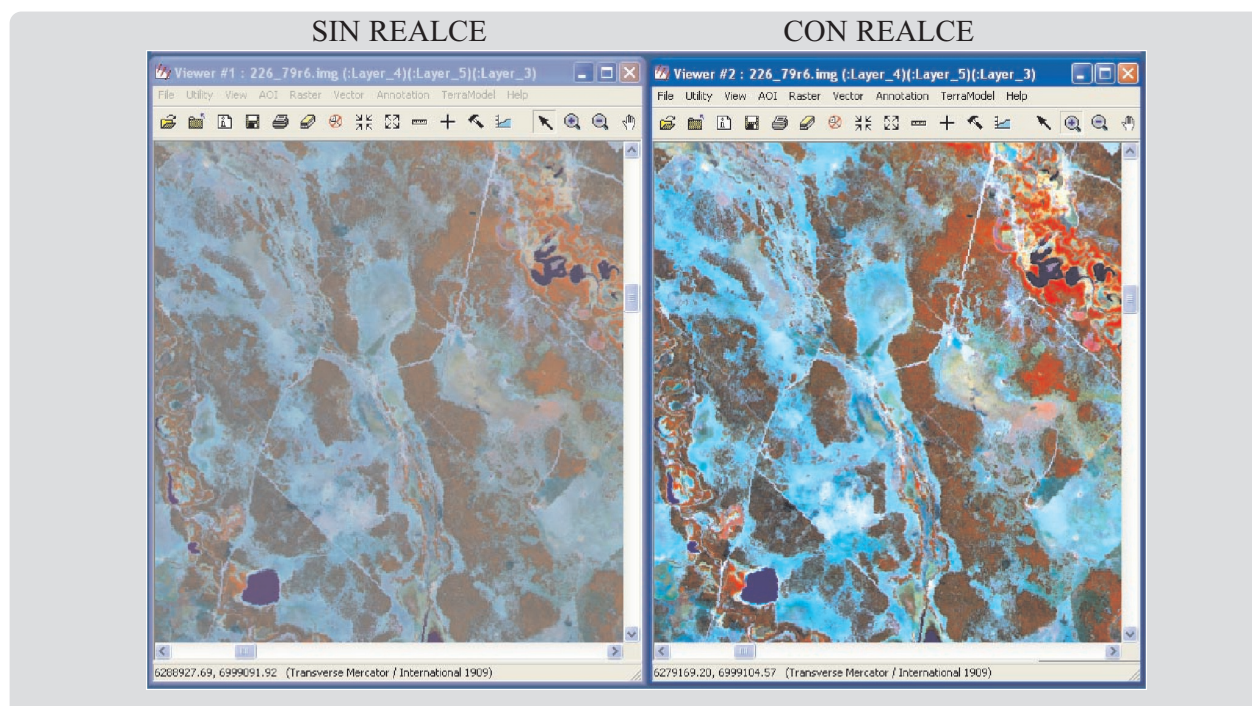 SIN REALCE
CON REALCE
Viewer #1 : 226_79r6.img (:Layer_4)(:Layer_5)(:Layer_3)
File Utility View AOI Raster Vector Annotation TerraModel Help
6288927.69, 6999091.92 (Transverse Mercator / International 1909)
Viewer #2 : 226_79r6.img (:Layer_4)(:Layer_5)(:Layer_3)
File Utility View AOI Raster Vector Annotation TerraModel Help
6279169.20, 6999104.57 (Transverse Mercator / International 1909)